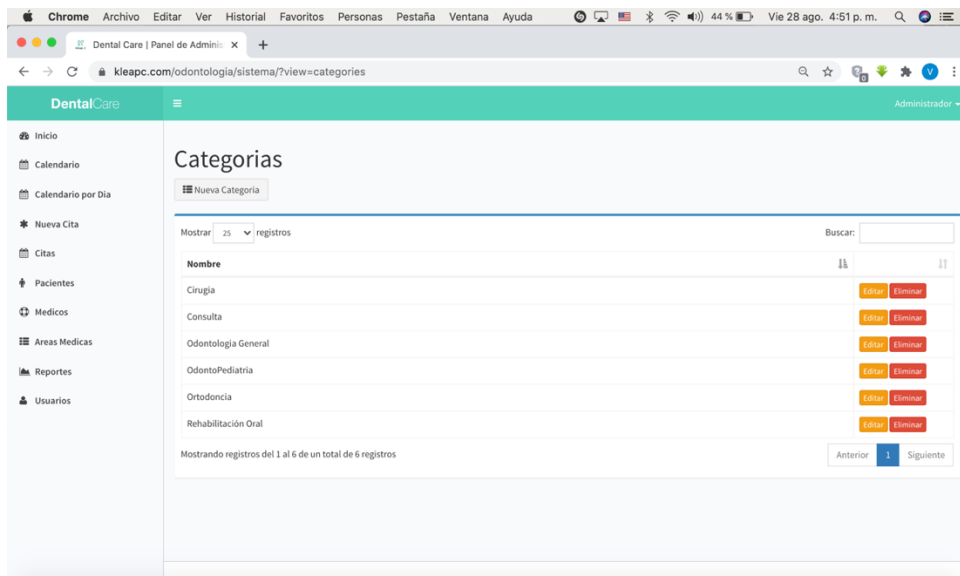 Chrome Archivo Editar Ver Historial Favoritos Personas Pestaña Ventana Ayuda 44 % Vie 28 ago. 4:51 p. m.
Dental Care | Panel de Adminis
kleapc.com/odontologia/sistema/?view=categories
0
V
DentalCare
Administrador
Inicio
Calendario
Calendario por Dia
Nueva Cita
Citas
Pacientes
Medicos
Areas Medicas
Reportes
Usuarios
Categorias
Nueva Categoria
Mostrar 25 registros Buscar:
Nombre
Cirugia Editar Eliminar
Consulta Editar Eliminar
Odontologia General Editar Eliminar
OdontoPediatria Editar Eliminar
Ortodoncia Editar Eliminar
Rehabilitación Oral Editar Eliminar
Mostrando registros del 1 al 6 de un total de 6 registros Anterior 1 Siguiente